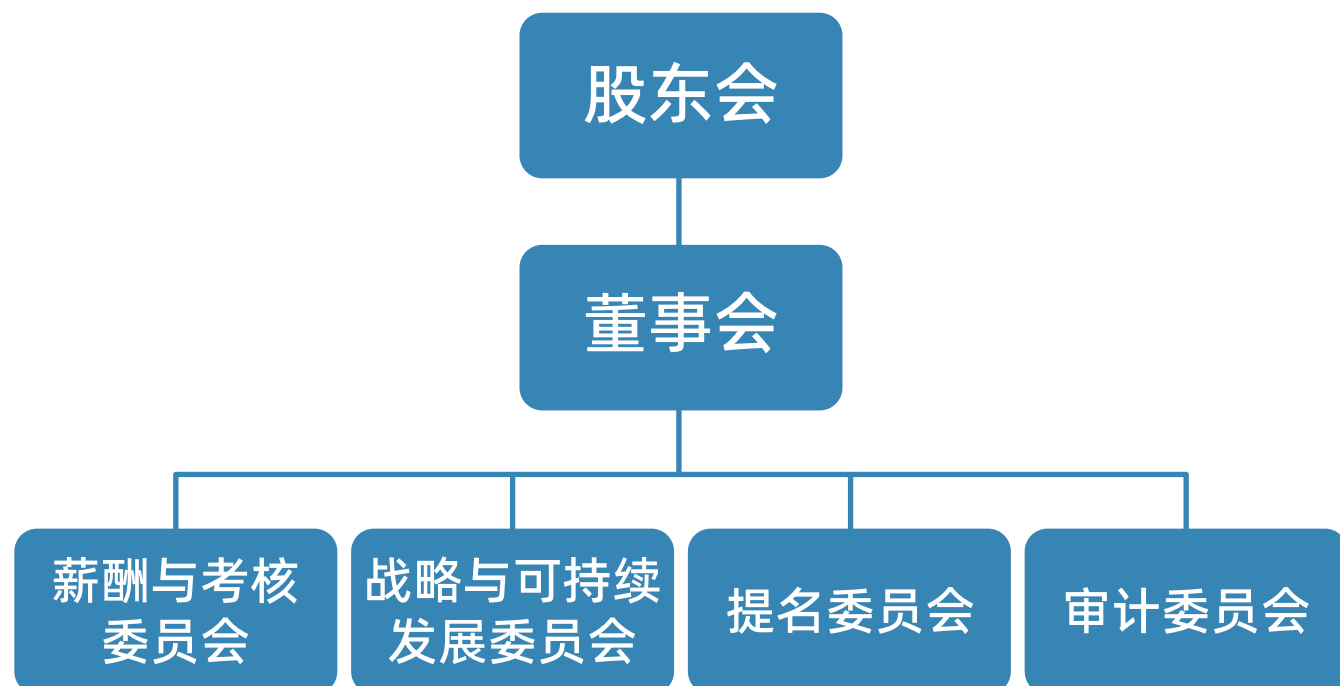 股东会
董事会
薪酬与考核
委员会
战略与可持续
发展委员会
提名委员会
审计委员会